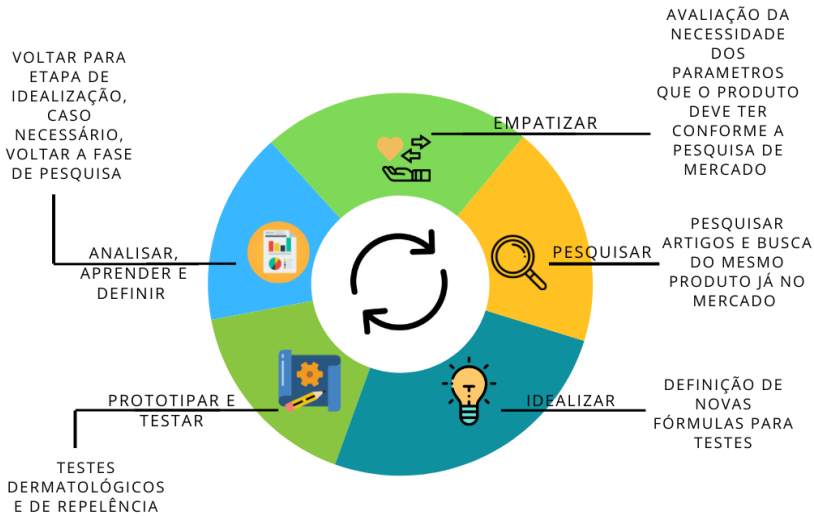 AVALIAÇÃO DA
NECESSIDADE
DOS
PARAMETROS
QUE O PRODUTO
DEVE TER
CONFORME A
PESQUISA DE
MERCADO
EMPATIZAR
PESQUISAR
ARTIGOS E BUSCA
DO MESMO
PRODUTO JÁ NO
MERCADO
PESQUISAR
DEFINIÇÃO DE
NOVAS
FÓRMULAS PARA
TESTES
IDEALIZAR
PROTOTIPAR E
TESTAR
TESTES
DERMATOLÓGICOS
E DE REPELÊNCIA
ANALISAR,
APRENDER E
DEFINIR
VOLTAR PARA
ETAPA DE
IDEALIZAÇÃO,
CASO
NECESSÁRIO,
VOLTAR A FASE
DE PESQUISA